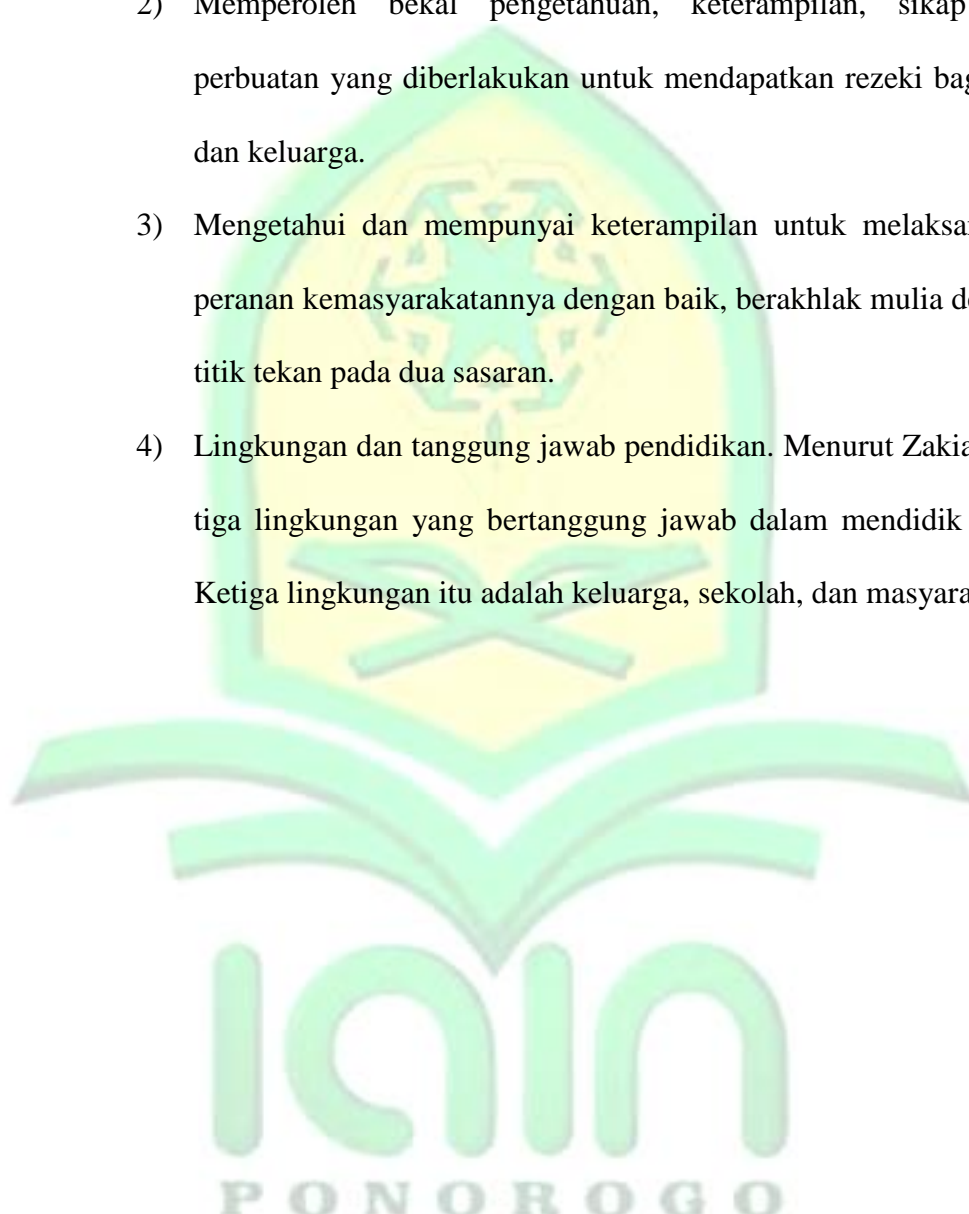 2) Memperoleh bekal pengetahuan, keterampilan, sikap
perbuatan yang diberlakukan untuk mendapatkan rezeki bag
dan keluarga.
3) Mengetahui dan mempunyai keterampilan untuk melaksa
peranan kemasyarakatannya dengan baik, berakhlak mulia d
titik tekan pada dua sasaran.
4) Lingkungan dan tanggung jawab pendidikan. Menurut Zakia
tiga lingkungan yang bertanggung jawab dalam mendidik
Ketiga lingkungan itu adalah keluarga, sekolah, dan masyara
iain
PONOROGO